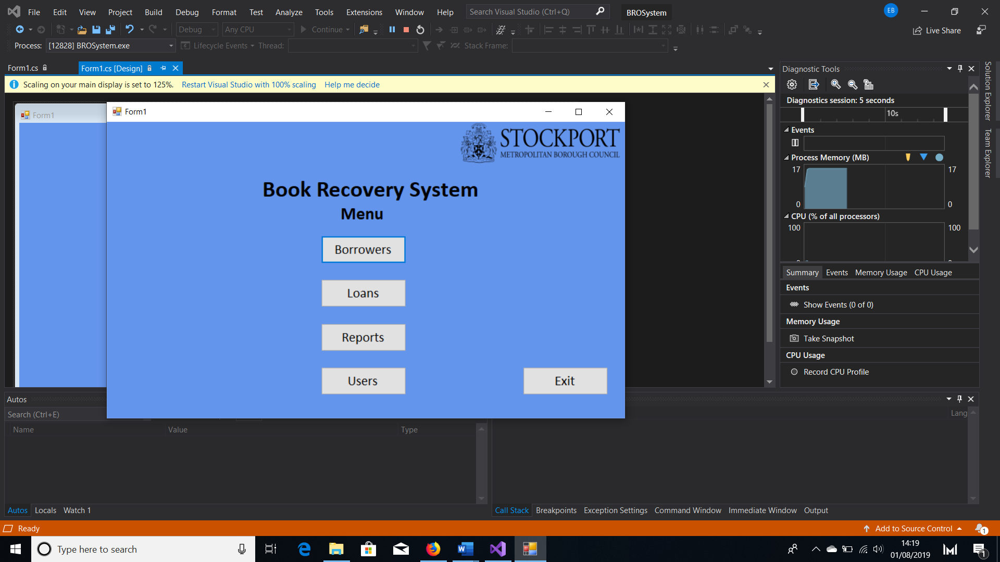 File Edit View Project Build Debug Format Test Analyze Tools Extensions Window Help Search Visual Studio (Ctrl+Q) BROSystem EB
Debug Any CPU Continue Live Share
Process: [12828] BROSystem.exe Lifecycle Events Thread: Stack Frame:
Form1.cs Form1.cs [Design]
Scaling on your main display is set to 125%. Restart Visual Studio with 100% scaling Help me decide
Form1
Form1
STOCKPORT
METROPOLITAN BOROUGH COUNCIL
Book Recovery System
Menu
Borrowers
Loans
Reports
Users
Exit
Diagnostic Tools
Diagnostics session: 5 seconds
10s
Events
Process Memory (MB)
17 17
0 0
CPU (% of all processors)
100 100
Summary Events Memory Usage CPU Usage
Events
Show Events (0 of 0)
Memory Usage
Take Snapshot
CPU Usage
Record CPU Profile
Solution Explorer
Team Explorer
Autos
Search (Ctrl+E)
Name Value Type
Lang
Autos Locals Watch 1
Call Stack Breakpoints Exception Settings Command Window Immediate Window Output
Ready
Add to Source Control 1
Type here to search
14:19
01/08/2019
1